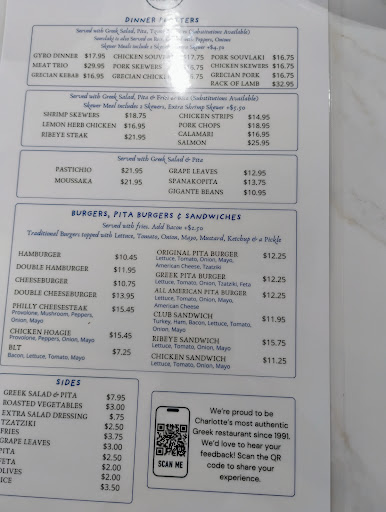 DINNER
Served with Greek Salad, Pita, (Substitutions Available)
Peppers, Onions
GYRO DINNER $17.95 CHICKEN PORK SOUVLAKI $16.75
MEAT TRIO $29.95 PORK SKEWERS CHICKEN SKEWERS $16.75
GRECIAN KEBAB $16.95 GRECIAN GRECIAN PORK $16.75
RACK OF LAMB $32.95
Served with Greek Salad, Pita & (Substitutions Available)
Skewer Meal includes 2 Skewers, Extra Shrimp Skewer +$5.50
SHRIMP SKEWERS $18.75 CHICKEN STRIPS $14.95
LEMON HERB CHICKEN $16.95 PORK CHOPS $18.95
RIBEYE STEAK $21.95 CALAMARI $16.95
SALMON $25.95
Served with Greek Salad & Pita
PASTICHIO $21.95 GRAPE LEAVES $12.95
MOUSSAKA $21.95 SPANAKOPITA $13.75
GIGANTE BEANS $10.95
BURGERS, PITA BURGERS & SANDWICHES
Served with fries. Add Bacon +$2.50
Traditional Burgers topped with Lettuce, Tomato, Onion, Mayo, Mustard, Ketchup & a Pickle
HAMBURGER $10.45
DOUBLE HAMBURGER $11.95
CHEESEBURGER $10.75
DOUBLE CHEESEBURGER $13.95
PHILLY CHEESESTEAK $15.45
Provolone, Mushroom, Peppers,
Onion, Mayo
CHICKEN HOAGIE $15.45
Provolone, Peppers, Onion, Mayo
BLT $7.25
Bacon, Lettuce, Tomato, Mayo
ORIGINAL PITA BURGER $12.25
Lettuce, Tomato, Onion, Mayo,
American Cheese, Tzatziki
GREEK PITA BURGER $12.25
Lettuce, Tomato, Onion, Tzatziki, Feta
ALL AMERICAN PITA BURGER $12.25
Lettuce, Tomato, Onion, Mayo,
American Cheese
CLUB SANDWICH $11.95
Turkey, Ham, Bacon, Lettuce, Tomato,
Onion, Mayo
RIBEYE SANDWICH $15.75
Lettuce, Tomato, Onion, Mayo
CHICKEN SANDWICH $11.25
Lettuce, Tomato, Onion, Mayo
SIDES
GREEK SALAD & PITA $7.95
ROASTED VEGETABLES $3.00
EXTRA SALAD DRESSING $.75
TZATZIKI $2.50
FRIES $3.75
GRAPE LEAVES $3.00
PITA $2.50
FETA $2.00
OLIVES $2.00
RICE $3.50
SCAN ME
We're proud to be
Charlotte's most authentic
Greek restaurant since 1991.
We'd love to hear your
feedback! Scan the QR
code to share your
experience.